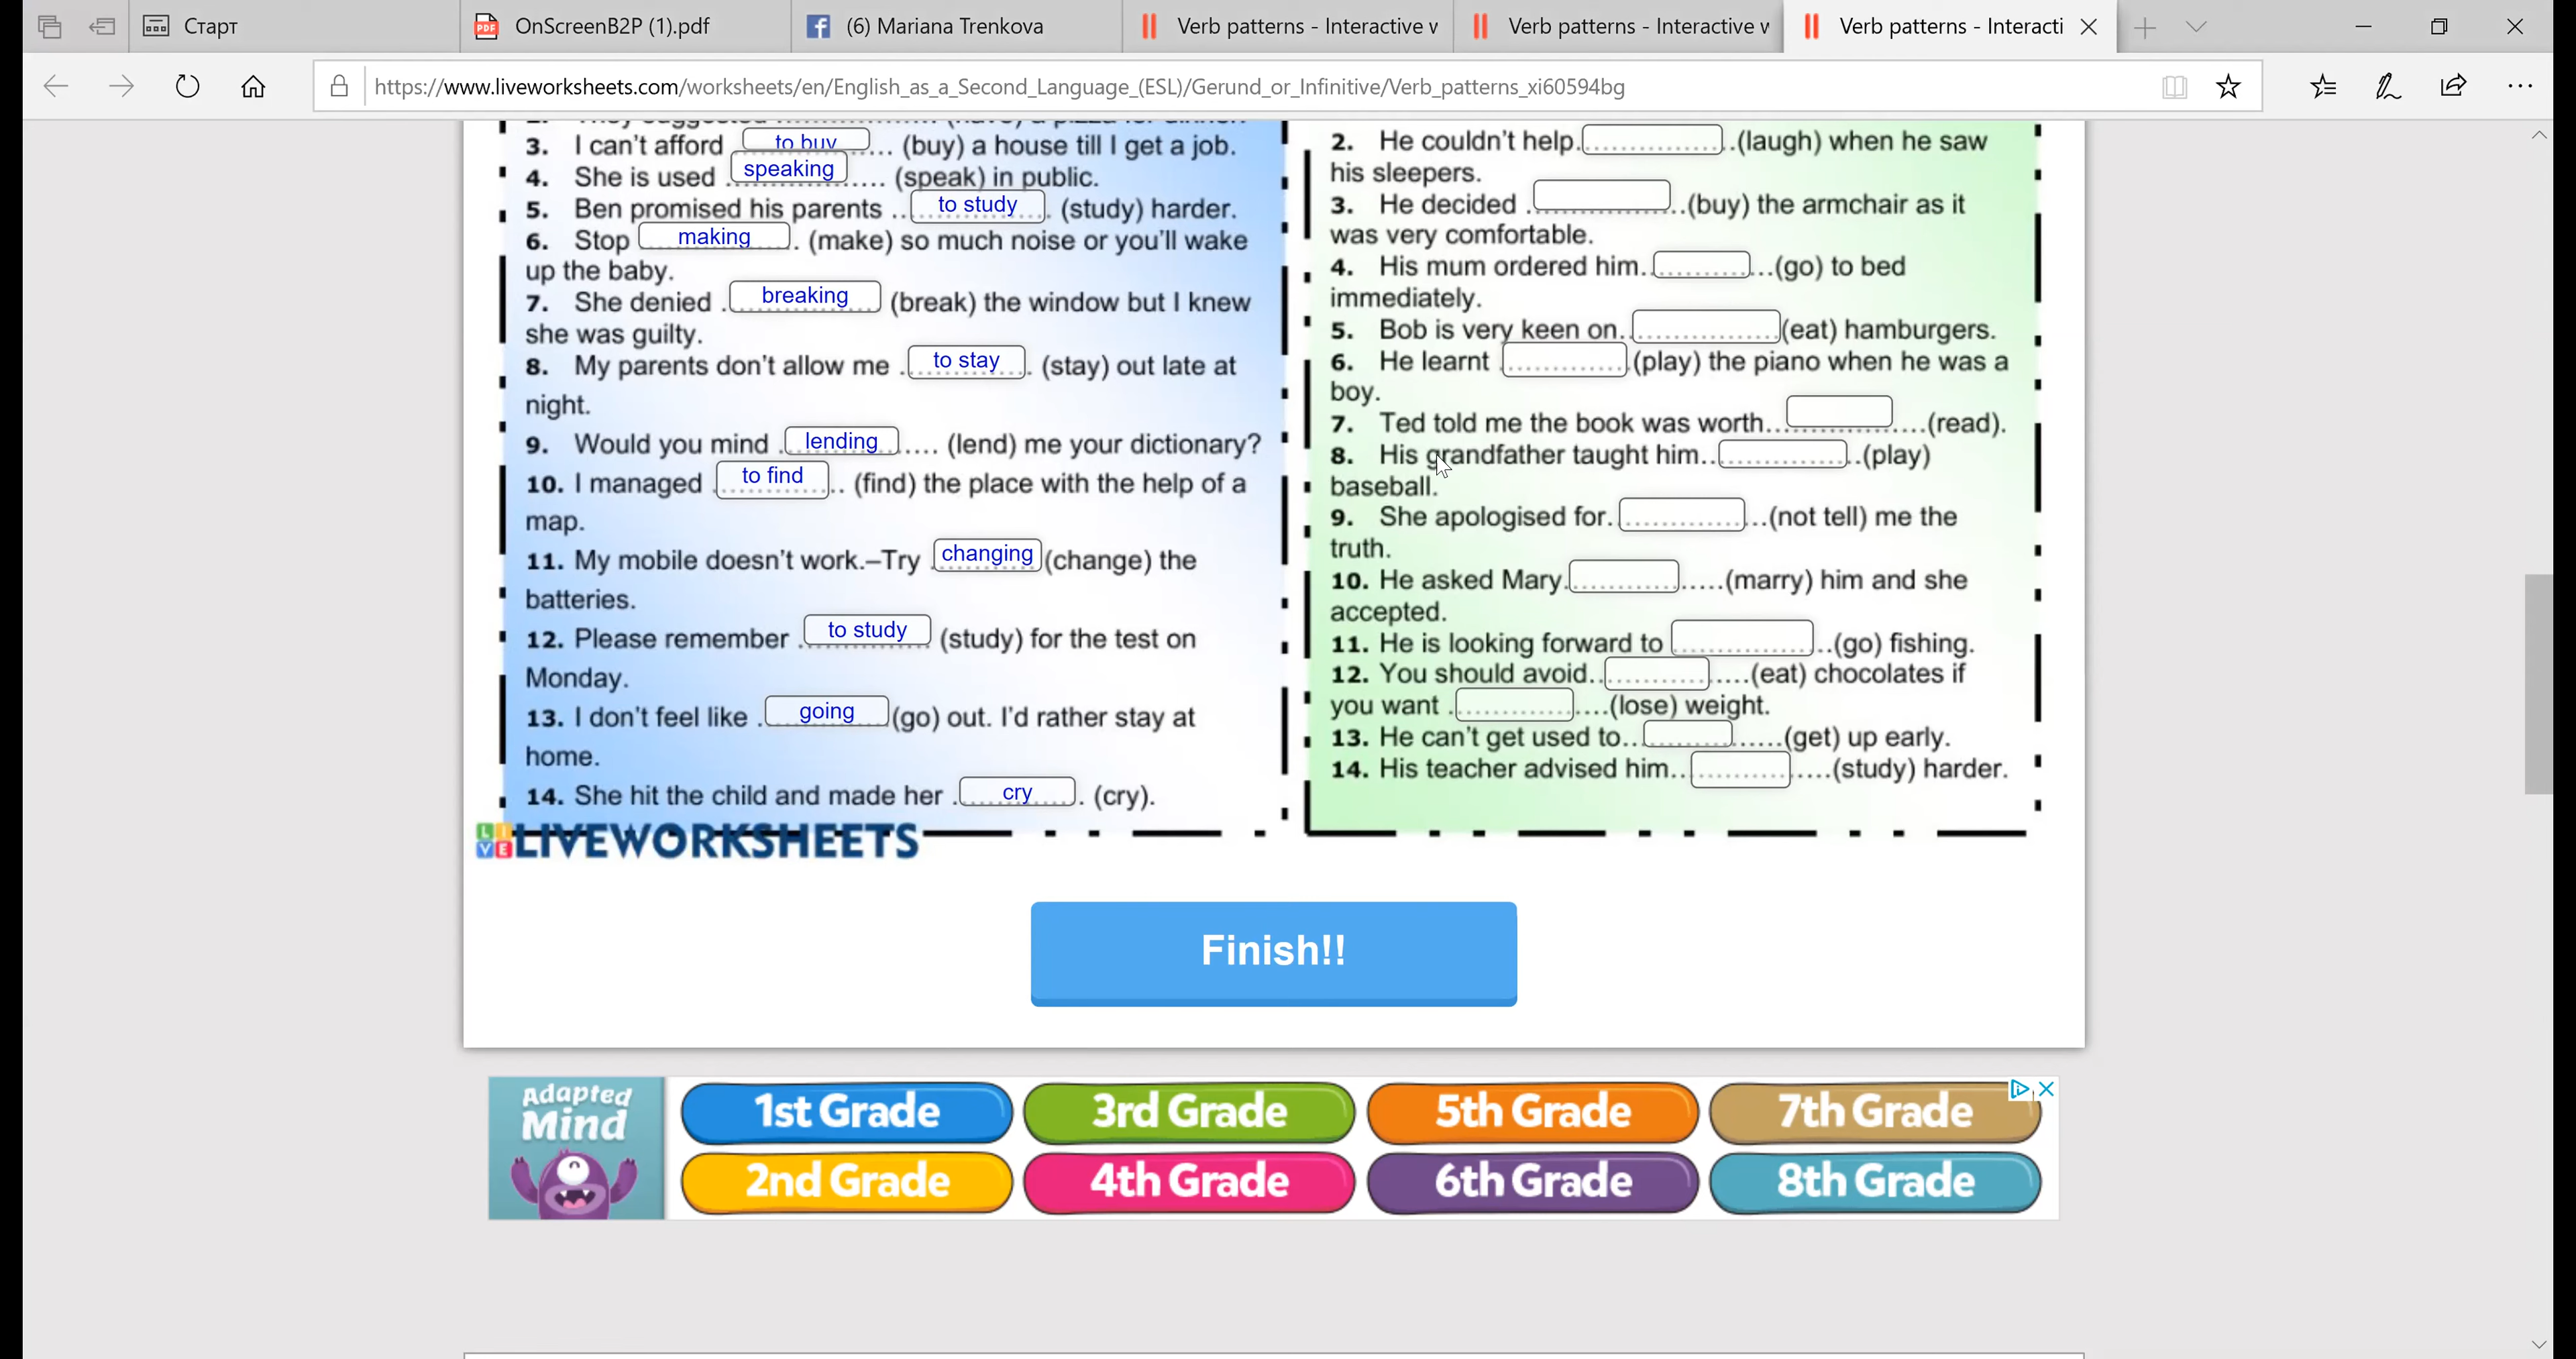 Старт
OnScreenB2P (1).pdf
(6) Mariana Trenkova
Verb patterns - Interactive w
Verb patterns - Interactive w
Verb patterns - Interacti
https://www.liveworksheets.com/worksheets/en/English_as_a_Second_Language_(ESL)/Gerund_or_Infinitive/Verb_patterns_xi60594bg
3. I can't afford to buy .... (buy) a house till I get a job.
4. She is used speaking .... (speak) in public.
5. Ben promised his parents .. to study . (study) harder.
6. Stop making . (make) so much noise or you'll wake
up the baby.
7. She denied . breaking (break) the window but I knew
she was guilty.
8. My parents don't allow me . to stay . (stay) out late at
night.
9. Would you mind . lending .... (lend) me your dictionary?
10. I managed . to find .. (find) the place with the help of a
map.
11. My mobile doesn't work.–Try . changing (change) the
batteries.
12. Please remember . to study (study) for the test on
Monday.
13. I don't feel like . going (go) out. I'd rather stay at
home.
14. She hit the child and made her . cry . (cry).
LIVEWORKSHEETS
2. He couldn't help. ............... ..(laugh) when he saw
his sleepers.
3. He decided . ............... ..(buy) the armchair as it
was very comfortable.
4. His mum ordered him. .......... ...(go) to bed
immediately.
5. Bob is very keen on. ............... (eat) hamburgers.
6. He learnt ............. (play) the piano when he was a
boy.
7. Ted told me the book was worth.. ............... ....(read).
8. His grandfather taught him.. ............. ..(play)
baseball.
9. She apologised for. ............. ...(not tell) me the
truth.
10. He asked Mary. ........... .....(marry) him and she
accepted.
11. He is looking forward to ............... ..(go) fishing.
12. You should avoid.. .......... .....(eat) chocolates if
you want . ............ ....(lose) weight.
13. He can't get used to... ......... ......(get) up early.
14. His teacher advised him.. .......... .....(study) harder.
Finish!!
Adapted
Mind
1st Grade
3rd Grade
5th Grade
7th Grade
2nd Grade
4th Grade
6th Grade
8th Grade